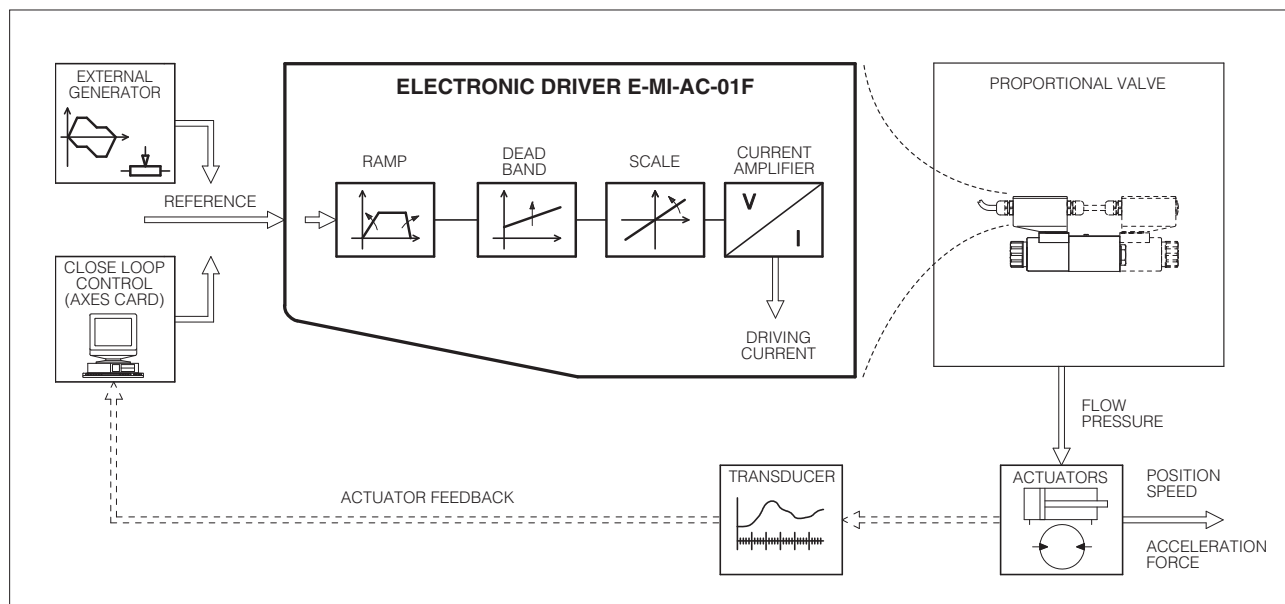 EXTERNAL
GENERATOR
ELECTRONIC DRIVER E-MI-AC-01F
PROPORTIONAL VALVE
RAMP
DEAD
BAND
SCALE
CURRENT
AMPLIFIER
V
I
REFERENCE
CLOSE LOOP
CONTROL
(AXES CARD)
DRIVING
CURRENT
FLOW
PRESSURE
TRANSDUCER
ACTUATORS
POSITION
SPEED
ACTUATOR FEEDBACK
ACCELERATION
FORCE